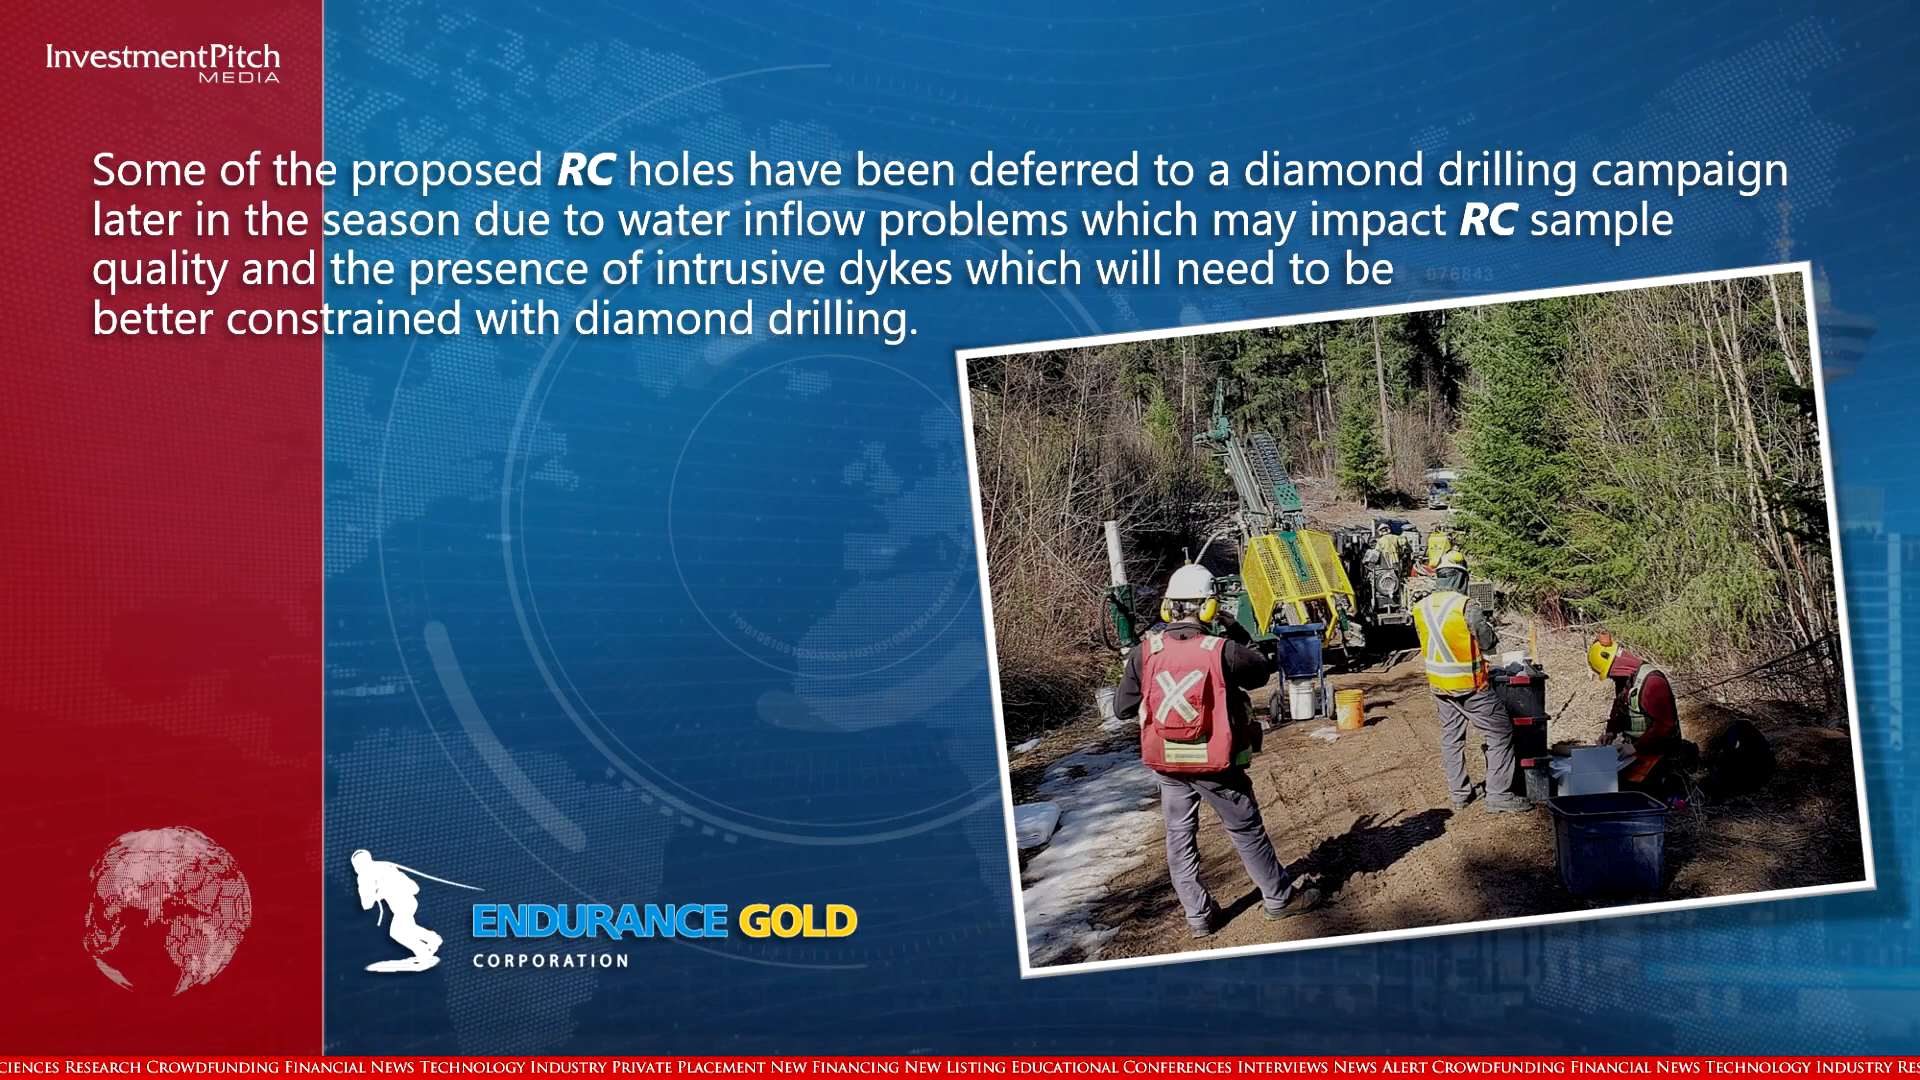 InvestmentPitch
MEDIA
Some of the proposed RC holes have been deferred to a diamond drilling campaign
later in the season due to water inflow problems which may impact RC sample
quality and the presence of intrusive dykes which will need to be
better constrained with diamond drilling.
076843
ENDURANCE GOLD
CORPORATION
CIENCES RESEARCH CROWDFUNDING FINANCIAL NEWS TECHNOLOGY INDUSTRY PRIVATE PLACEMENT NEW FINANCING NEW LISTING EDUCATIONAL CONFERENCES INTERVIEWS NEWS ALERT CROWDFUNDING FINANCIAL NEWS TECHNOLOGY INDUSTRY RES